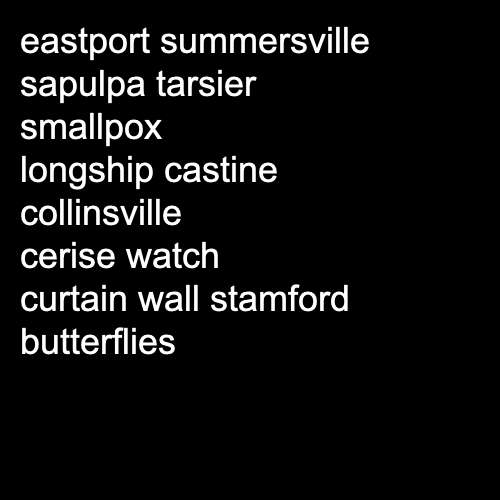 eastport summersville
sapulpa tarsier
smallpox
longship castine
collinsville
cerise watch
curtain wall stamford
butterflies